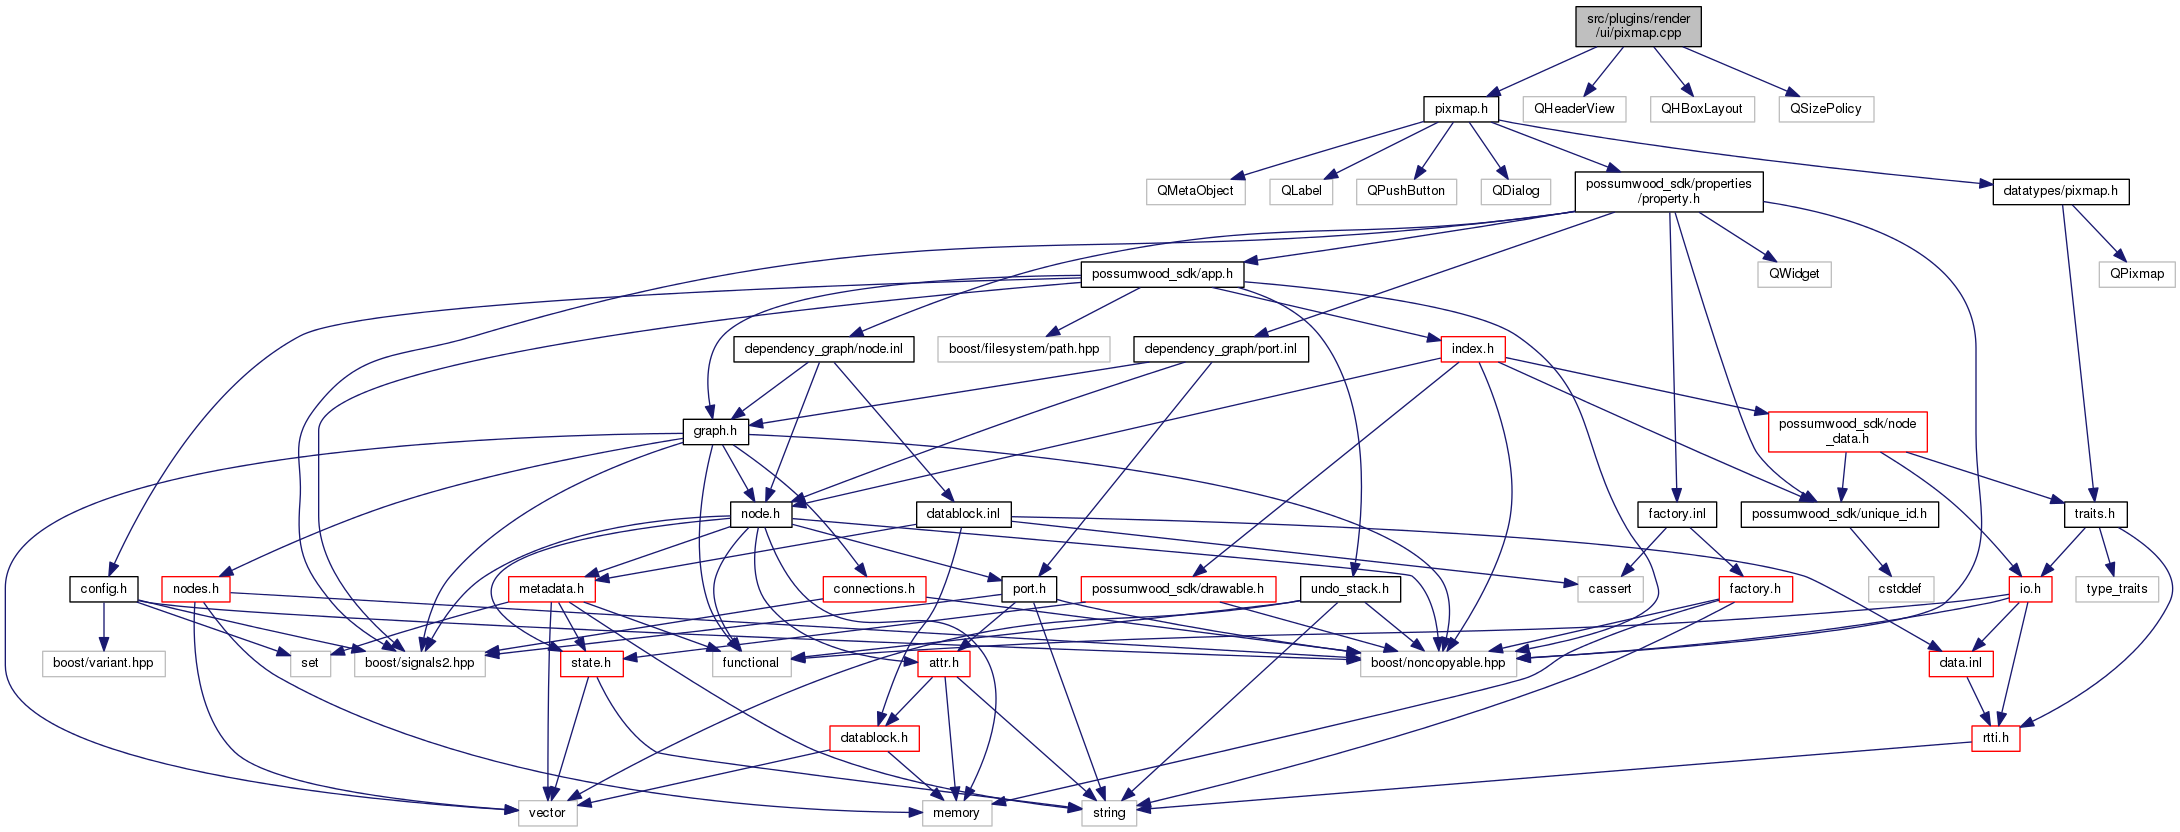 src/plugins/render
/ui/pixmap.cpp
pixmap.h
QHeaderView
QHBoxLayout
QSizePolicy
QMetaObject
QLabel
QPushButton
QDialog
possumwood_sdk/properties
/property.h
datatypes/pixmap.h
possumwood_sdk/app.h
QWidget
QPixmap
dependency_graph/node.inl
boost/filesystem/path.hpp
dependency_graph/port.inl
index.h
graph.h
possumwood_sdk/node
_data.h
node.h
datablock.inl
factory.inl
possumwood_sdk/unique_id.h
traits.h
config.h
nodes.h
metadata.h
connections.h
port.h
possumwood_sdk/drawable.h
undo_stack.h
cassert
factory.h
cstddef
io.h
type_traits
boost/variant.hpp
set
boost/signals2.hpp
state.h
functional
attr.h
boost/noncopyable.hpp
data.inl
datablock.h
rtti.h
vector
memory
string